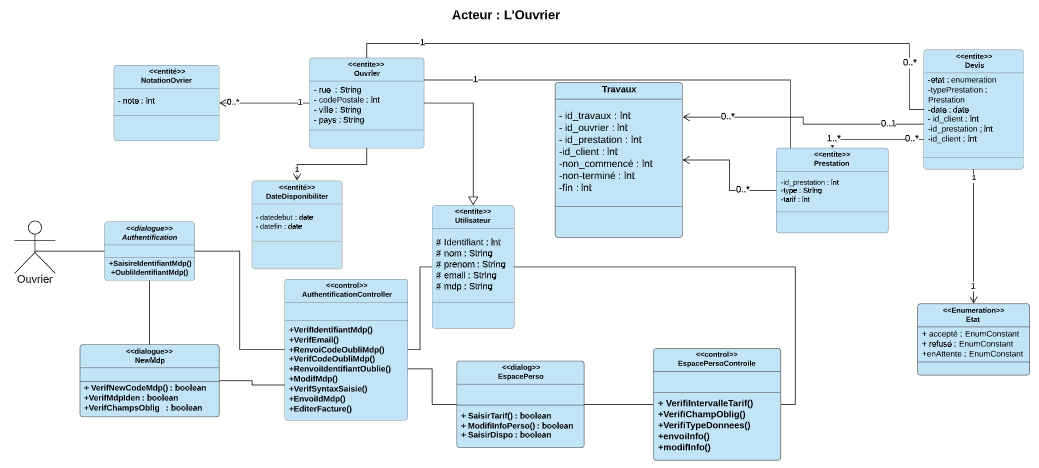 Acteur : L'Ouvrier
<<entité>>
NotationOvrier
- note : int
0..*
1
<<entite>>
Ouvrier
- rue : String
- codePostale : int
- ville : String
- pays : String
1
1
<<entité>>
DateDisponibiliter
- datedebut : date
- datefin : date
1
Travaux
- id_travaux : int
- id_ouvrier : int
- id_prestation : int
-id_client : int
-non_commencé : int
-non-terminé : int
-fin : int
0..*
0..*
0..*
0..1
1..*
0..*
<<entite>>
Devis
-etat : enumeration
-typePrestation :
Prestation
-date : date
- id_client : int
-id_prestation : int
-id_client : int
<<entite>>
Prestation
-id_prestation : int
-type : String
-tarif : int
1
1
<<Enumeration>>
Etat
+ accepté : EnumConstant
+ refusé : EnumConstant
+enAttente : EnumConstant
<<entite>>
Utilisateur
# Identifiant : Int
# nom : String
# prenom : String
# email : String
# mdp : String
Ouvrier
<<dialogue>>
Authentification
+SaisireIdentifiantMdp()
+OubliIdentifiantMdp()
<<control>>
AuthentificationController
+VerifIdentifiantMdp()
+VerifEmail()
+RenvoiCodeOubliMdp()
+VerifCodeOubliMdp()
+RenvoiIdentifiantOublie()
+ModifMdp()
+VerifSyntaxSaisie()
+EnvoiIdMdp()
+EditerFacture()
<<dialogue>>
NewMdp
+ VerifNewCodeMdp() : boolean
+VerifMdpIden : boolean
+VerifChampsOblig : boolean
<<dialog>>
EspacePerso
+ SaisirTarif() : boolean
+ ModifiInfoPerso() : boolean
+ SaisirDispo : boolean
<<control>>
EspacePersoControile
+ VerifiIntervalleTarif()
+VerifiChampOblig()
+VerifiTypeDonnees()
+envoiInfo()
+modifInfo()